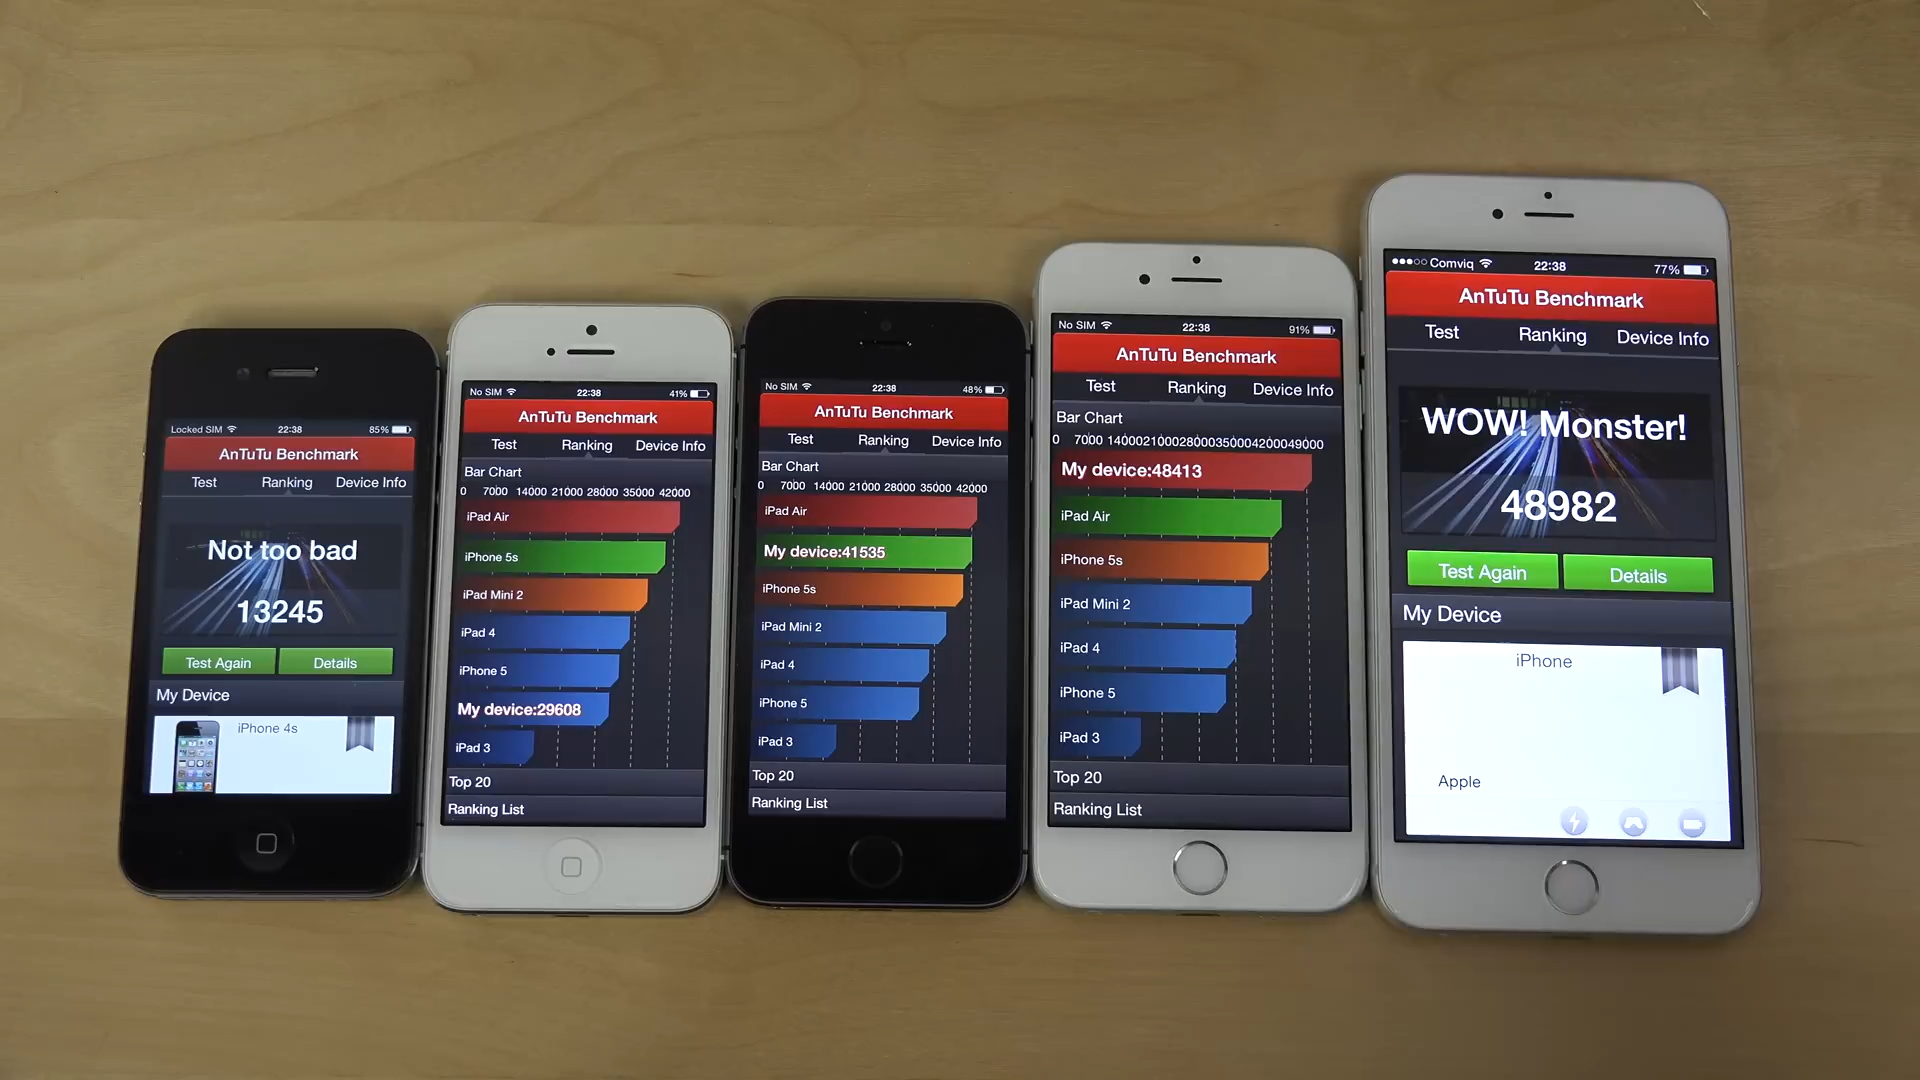 Locked SIM 22:38 85%
AnTuTu Benchmark
Test Ranking Device Info
Not too bad
13245
Test Again Details
My Device
iPhone 4s
No SIM 22:38 41%
AnTuTu Benchmark
Test Ranking Device Info
Bar Chart
0 7000 14000 21000 28000 35000 42000
iPad Air
iPhone 5s
iPad Mini 2
iPad 4
iPhone 5
My device:29608
iPad 3
Top 20
Ranking List
No SIM 22:38 48%
AnTuTu Benchmark
Test Ranking Device Info
Bar Chart
0 7000 14000 21000 28000 35000 42000
iPad Air
My device:41535
iPhone 5s
iPad Mini 2
iPad 4
iPhone 5
iPad 3
Top 20
Ranking List
No SIM 22:38 91%
AnTuTu Benchmark
Test Ranking Device Info
Bar Chart
0 7000 14000 21000 28000 35000 42000 49000
My device:48413
iPad Air
iPhone 5s
iPad Mini 2
iPad 4
iPhone 5
iPad 3
Top 20
Ranking List
Comviq 22:38 77%
AnTuTu Benchmark
Test Ranking Device Info
WOW! Monster!
48982
Test Again Details
My Device
iPhone
Apple